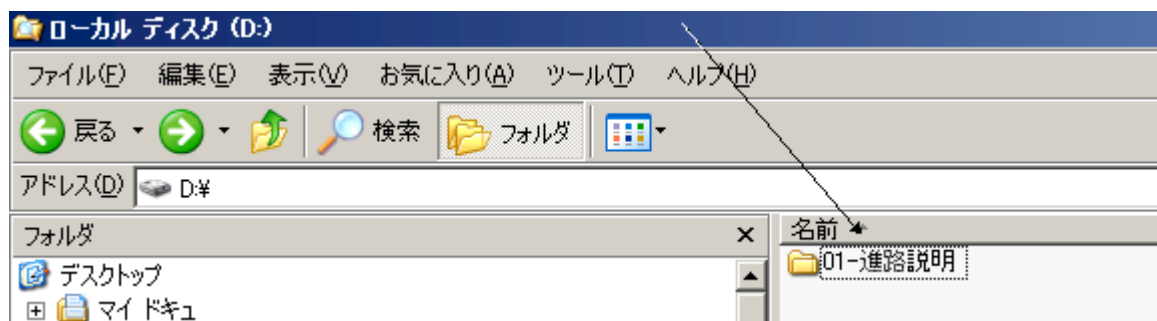 ローカル ディスク (D:)
ファイル(F) 編集(E) 表示(V) お気に入り(A) ツール(T) ヘルプ(H)
戻る 検索 フォルダ
アドレス(D) D:¥
フォルダ × 名前
デスクトップ 01-進路説明
マイ ドキュ